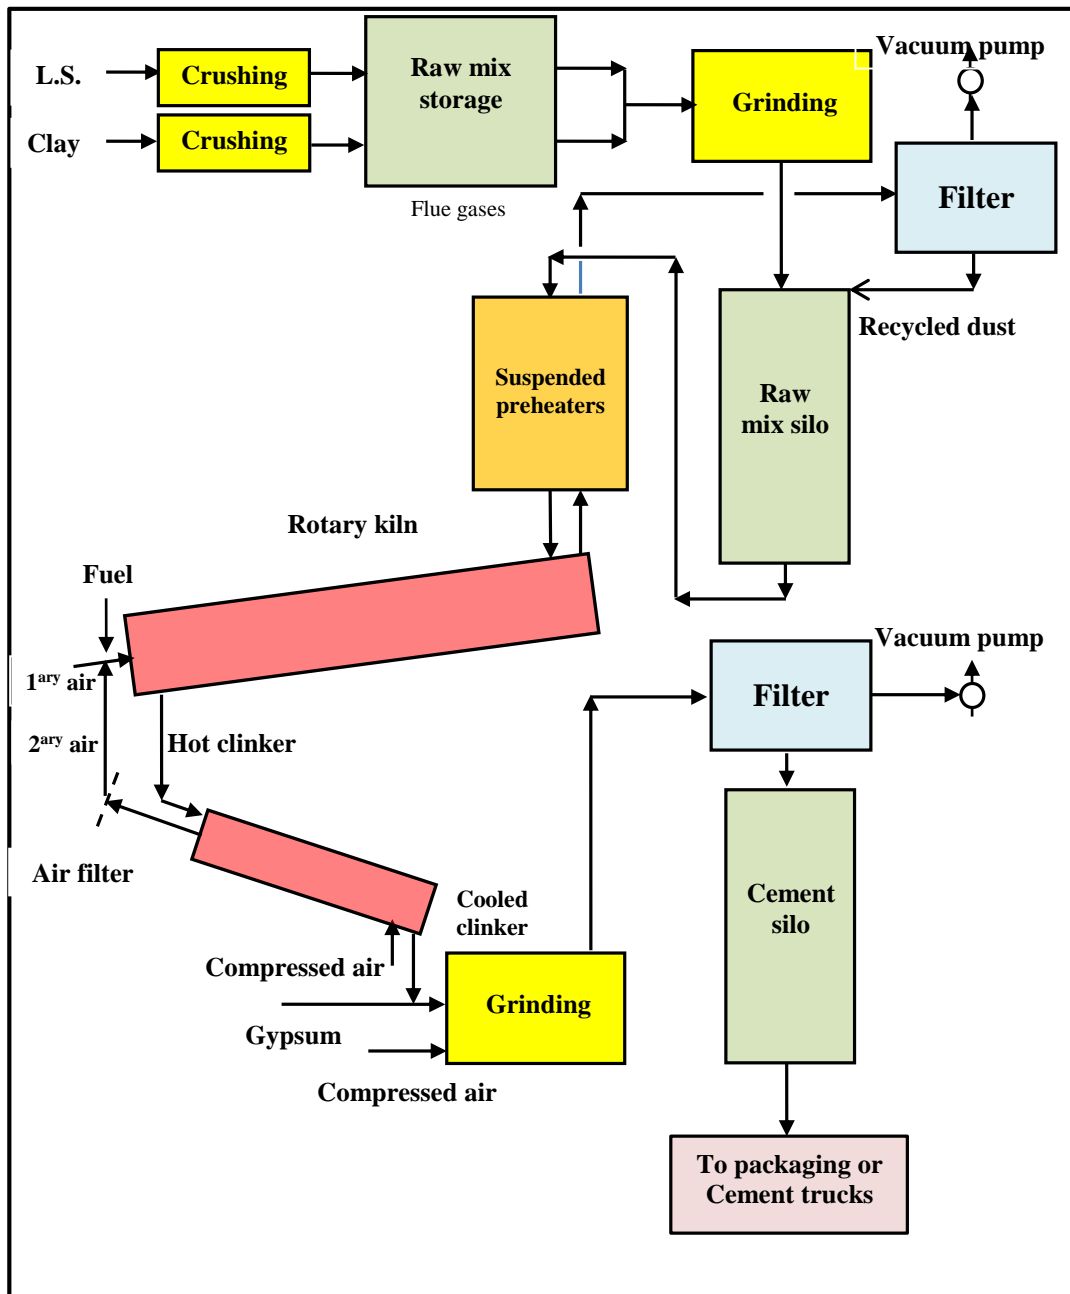 L.S.
Crushing
Clay
Crushing
Raw mix
storage
Grinding
Vacuum pump
Filter
Flue gases
Recycled dust
Suspended
preheaters
Raw
mix silo
Rotary kiln
Fuel
1ary air
2ary air
Hot clinker
Air filter
Vacuum pump
Filter
Cooled
clinker
Compressed air
Grinding
Gypsum
Compressed air
Cement
silo
To packaging or
Cement trucks